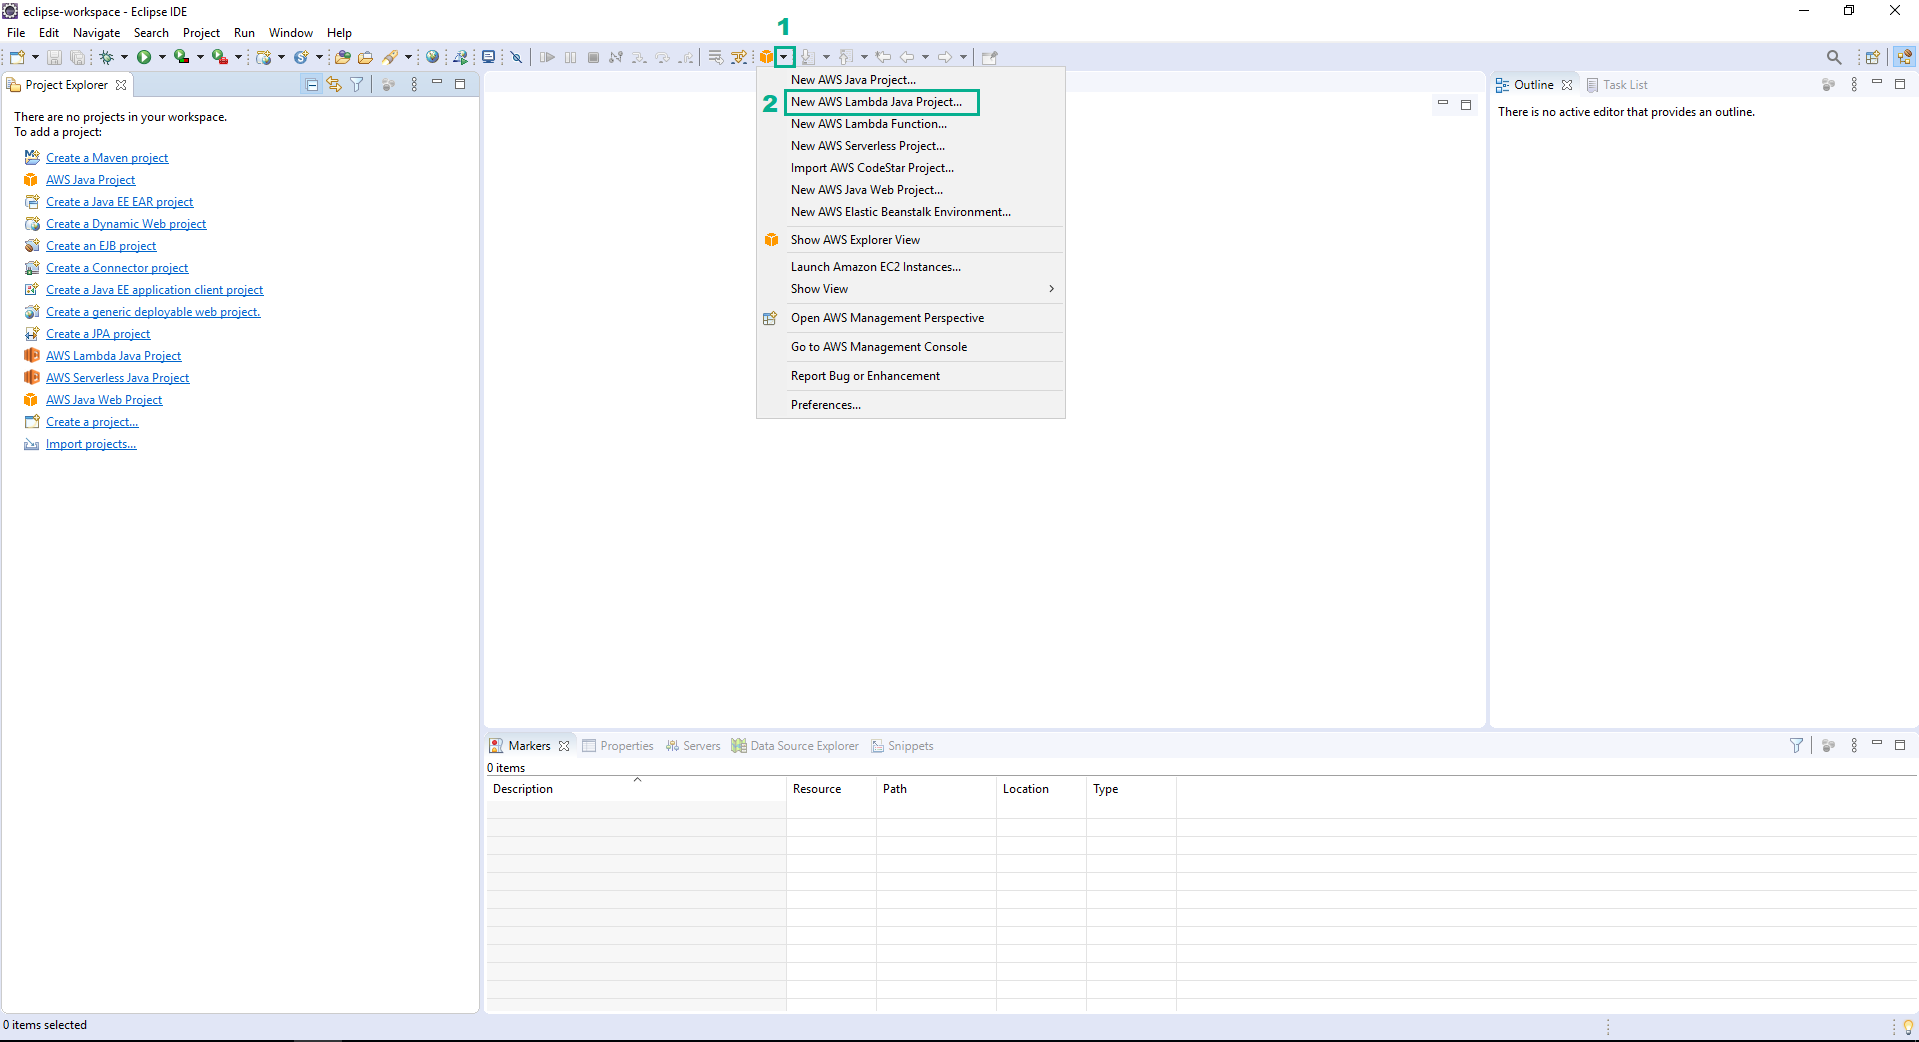 eclipse-workspace - Eclipse IDE
File Edit Navigate Search Project Run Window Help
1
Project Explorer
There are no projects in your workspace.
To add a project:
Create a Maven project
AWS Java Project
Create a Java EE EAR project
Create a Dynamic Web project
Create an EJB project
Create a Connector project
Create a Java EE application client project
Create a generic deployable web project.
Create a JPA project
AWS Lambda Java Project
AWS Serverless Java Project
AWS Java Web Project
Create a project...
Import projects...
New AWS Java Project...
2 New AWS Lambda Java Project...
New AWS Lambda Function...
New AWS Serverless Project...
Import AWS CodeStar Project...
New AWS Java Web Project...
New AWS Elastic Beanstalk Environment...
Show AWS Explorer View
Launch Amazon EC2 Instances...
Show View
Open AWS Management Perspective
Go to AWS Management Console
Report Bug or Enhancement
Preferences...
Outline Task List
There is no active editor that provides an outline.
Markers Properties Servers Data Source Explorer Snippets
0 items
Description Resource Path Location Type
0 items selected